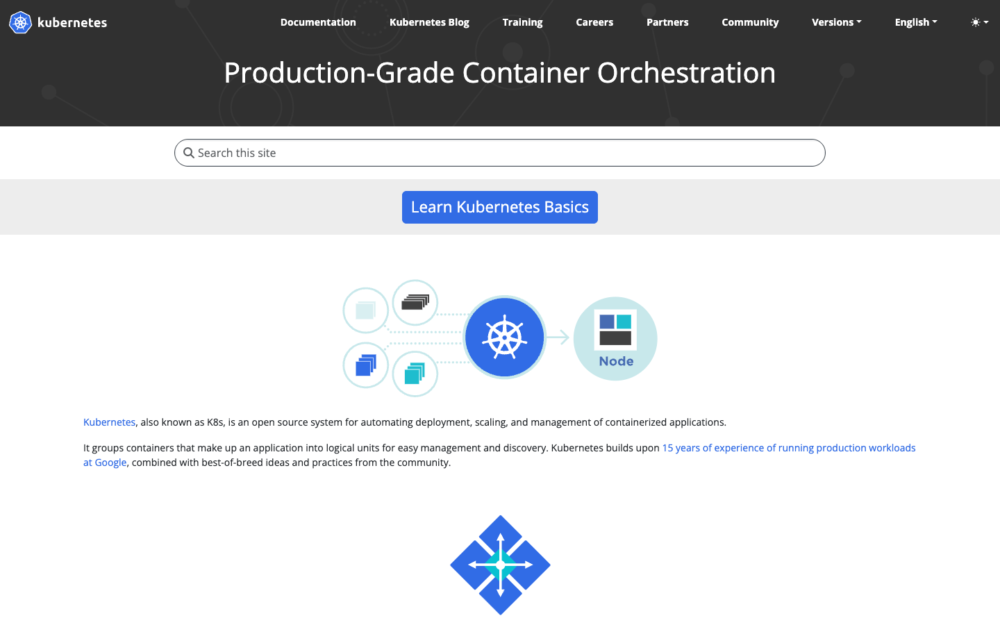 kubernetes
Documentation
Kubernetes Blog
Training
Careers
Partners
Community
Versions
English
Production-Grade Container Orchestration
Search this site
Learn Kubernetes Basics
Node
Kubernetes, also known as K8s, is an open source system for automating deployment, scaling, and management of containerized applications.
It groups containers that make up an application into logical units for easy management and discovery. Kubernetes builds upon 15 years of experience of running production workloads
at Google, combined with best-of-breed ideas and practices from the community.